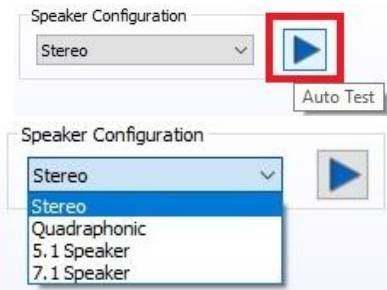 Speaker Configuration
Stereo
Auto Test
Speaker Configuration
Stereo
Stereo
Quadraphonic
5.1 Speaker
7.1 Speaker